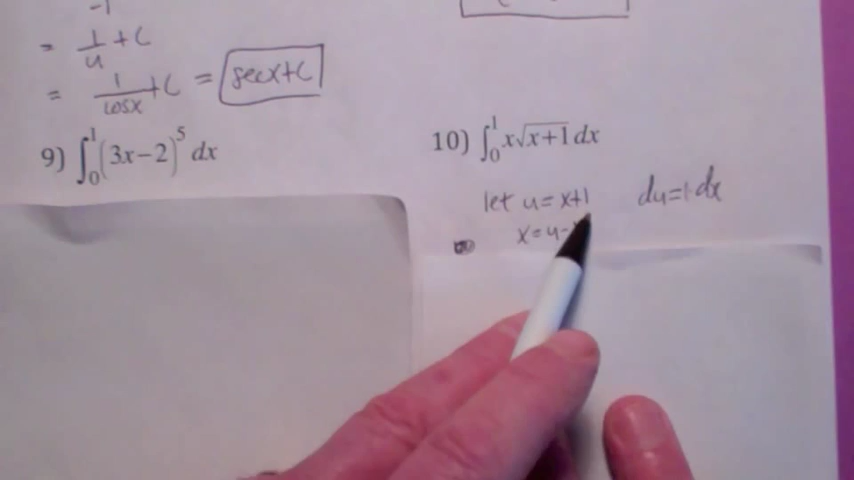 -1
= 1/u + C
= 1/cosx + C = secx+C
9) ∫₀¹(3x−2)⁵ dx
10) ∫₀¹ x√(x+1) dx
let u = x+1 du=1·dx
x=u-